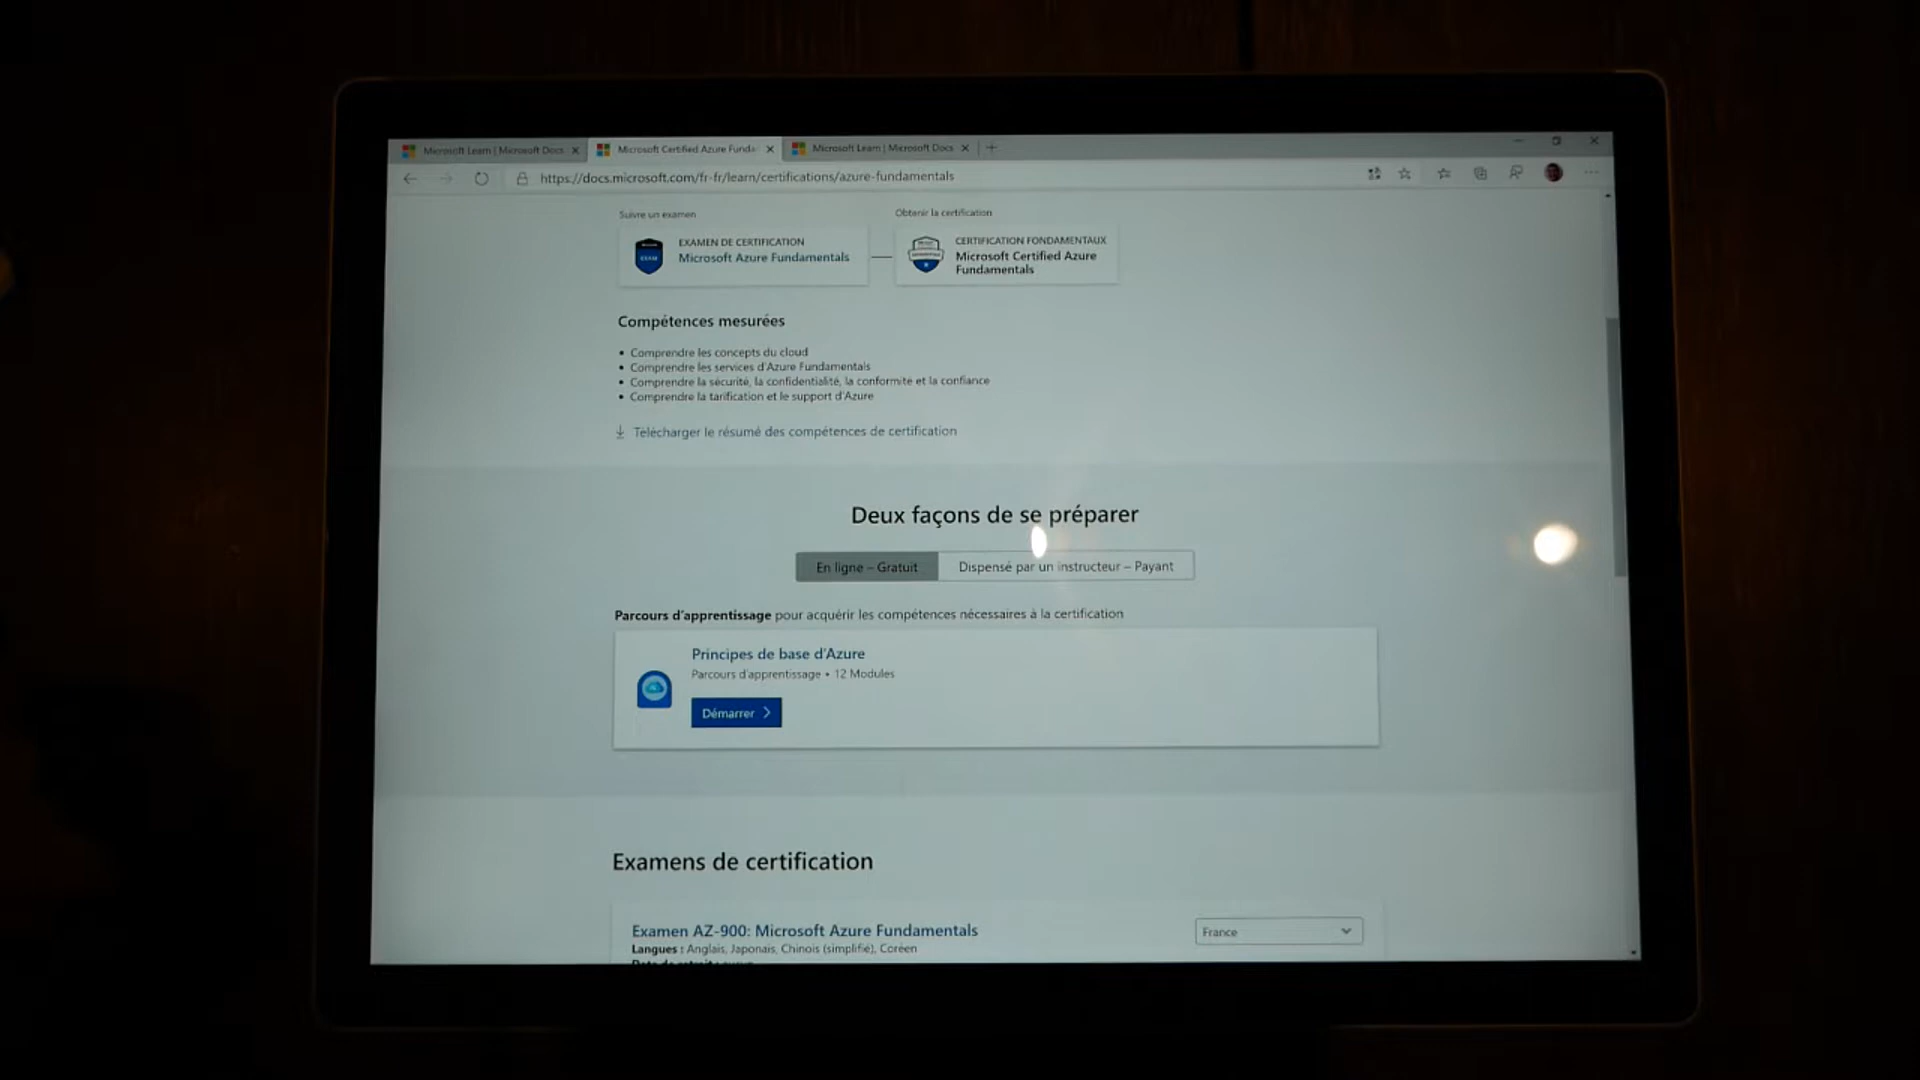 Microsoft Learn | Microsoft Docs
Microsoft Certified Azure Funda
Microsoft Learn | Microsoft Docs
https://docs.microsoft.com/fr-fr/learn/certifications/azure-fundamentals
Suivre un examen
Obtenir la certification
EXAMEN DE CERTIFICATION
Microsoft Azure Fundamentals
CERTIFICATION FONDAMENTAUX
Microsoft Certified Azure
Fundamentals
Compétences mesurées
• Comprendre les concepts du cloud
• Comprendre les services d'Azure Fundamentals
• Comprendre la sécurité, la confidentialité, la conformité et la confiance
• Comprendre la tarification et le support d'Azure
Télécharger le résumé des compétences de certification
Deux façons de se préparer
En ligne – Gratuit
Dispensé par un instructeur – Payant
Parcours d'apprentissage pour acquérir les compétences nécessaires à la certification
Principes de base d'Azure
Parcours d'apprentissage • 12 Modules
Démarrer
Examens de certification
Examen AZ-900: Microsoft Azure Fundamentals
France
Langues : Anglais, Japonais, Chinois (simplifié), Coréen